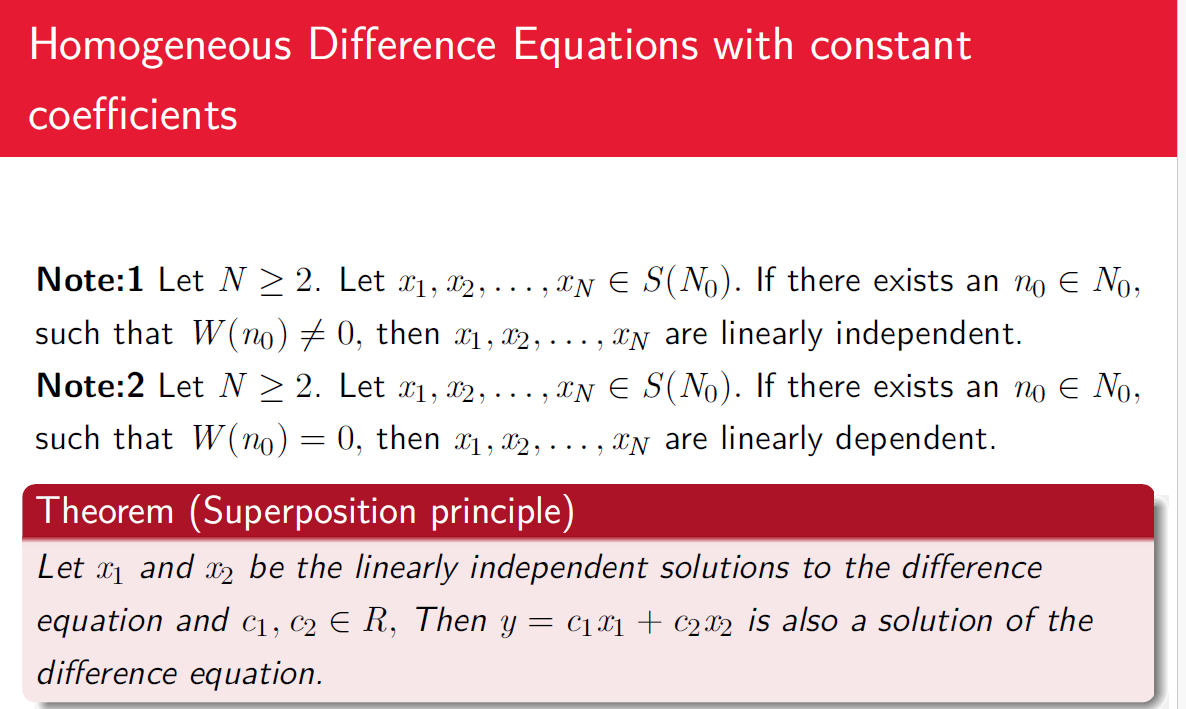 Homogeneous Difference Equations with constant
coefficients
Note:1 Let N ≥ 2. Let x₁, x₂, . . . , x_N ∈ S(N₀). If there exists an n₀ ∈ N₀,
such that W(n₀) ≠ 0, then x₁, x₂, . . . , x_N are linearly independent.
Note:2 Let N ≥ 2. Let x₁, x₂, . . . , x_N ∈ S(N₀). If there exists an n₀ ∈ N₀,
such that W(n₀) = 0, then x₁, x₂, . . . , x_N are linearly dependent.
Theorem (Superposition principle)
Let x₁ and x₂ be the linearly independent solutions to the difference
equation and c₁, c₂ ∈ R, Then y = c₁x₁ + c₂x₂ is also a solution of the
difference equation.